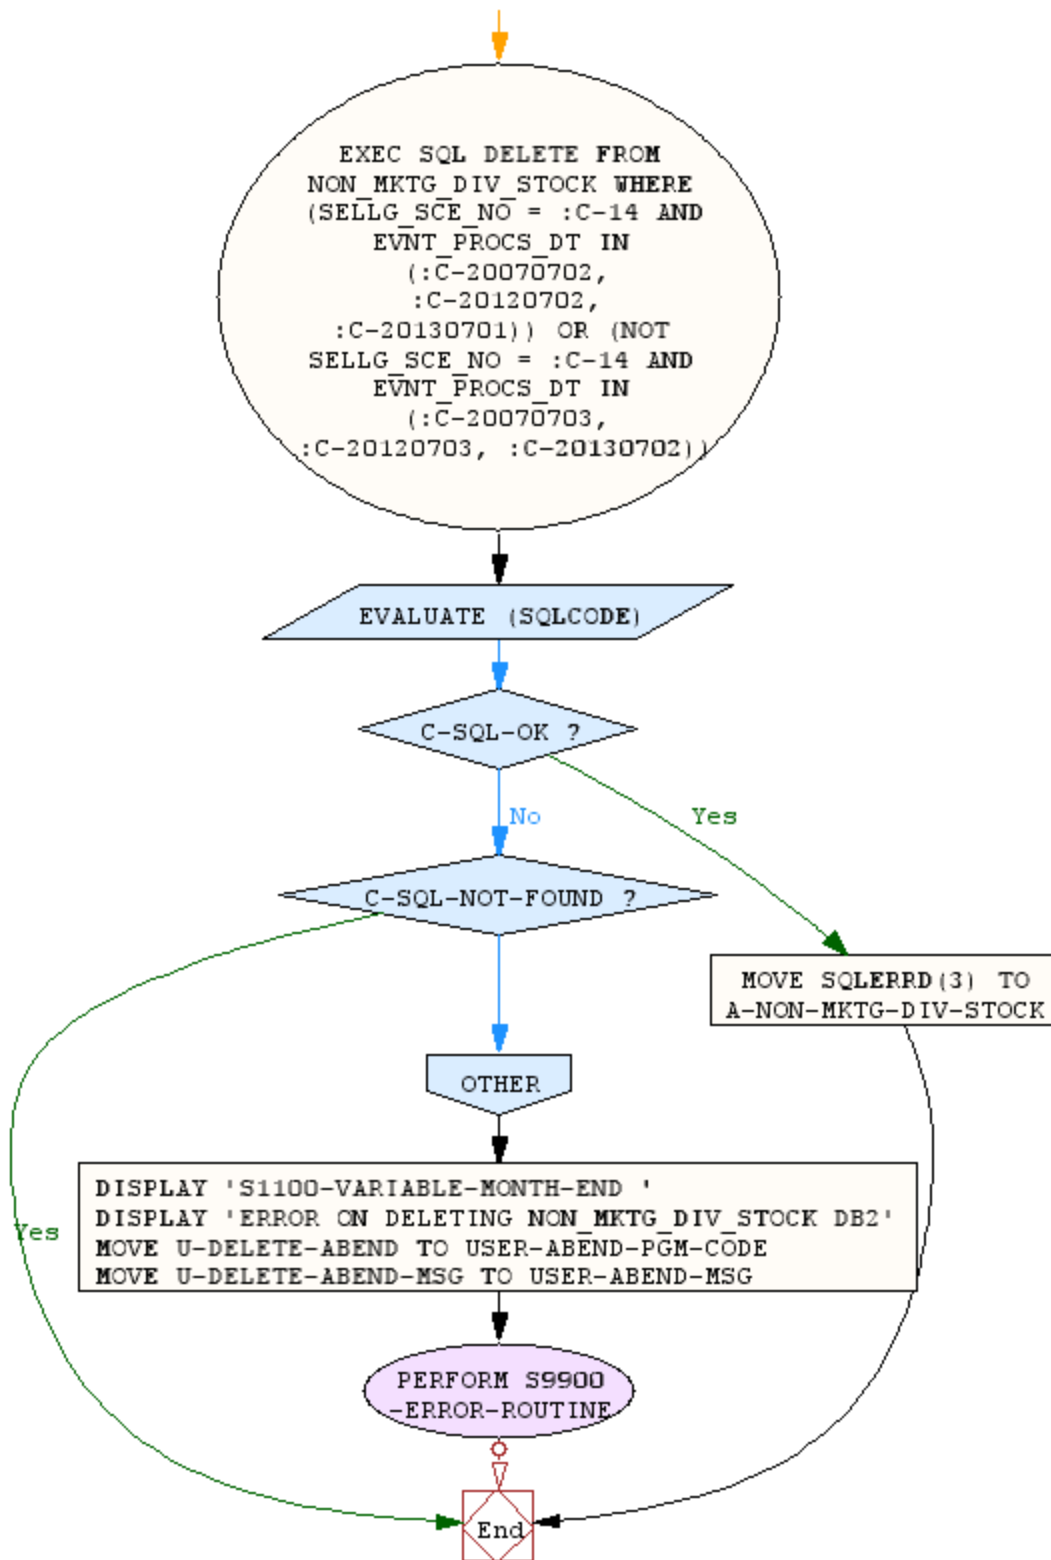 EXEC SQL DELETE FROM
NON_MKTG_DIV_STOCK WHERE
(SELLG_SCE_NO = :C-14 AND
EVNT_PROCS_DT IN
(:C-20070702,
:C-20120702,
:C-20130701)) OR (NOT
SELLG_SCE_NO = :C-14 AND
EVNT_PROCS_DT IN
(:C-20070703,
:C-20120703, :C-20130702))
EVALUATE (SQLCODE)
C-SQL-OK ?
No
Yes
C-SQL-NOT-FOUND ?
MOVE SQLERRD(3) TO
A-NON-MKTG-DIV-STOCK
OTHER
DISPLAY 'S1100-VARIABLE-MONTH-END '
DISPLAY 'ERROR ON DELETING NON_MKTG_DIV_STOCK DB2'
Yes
MOVE U-DELETE-ABEND TO USER-ABEND-PGM-CODE
MOVE U-DELETE-ABEND-MSG TO USER-ABEND-MSG
PERFORM S9900
-ERROR-ROUTINE
End